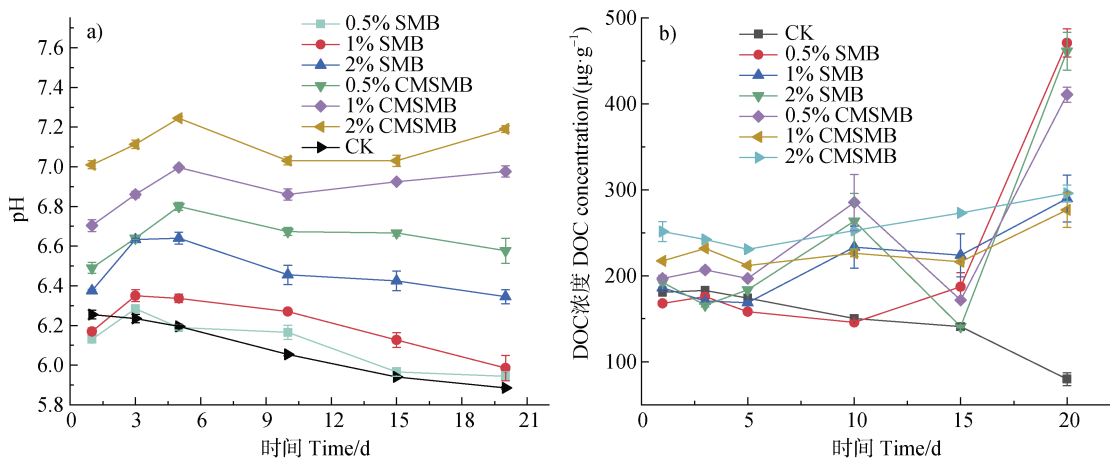 a)
0.5% SMB
1% SMB
2% SMB
0.5% CMSMB
1% CMSMB
2% CMSMB
CK
7.6
7.4
7.2
7.0
6.8
6.6
6.4
6.2
6.0
5.8
pH
0 3 6 9 12 15 18 21
时间 Time/d
b)
CK
0.5% SMB
1% SMB
2% SMB
0.5% CMSMB
1% CMSMB
2% CMSMB
500
400
300
200
100
DOC浓度 DOC concentration/(μg·g⁻¹)
0 5 10 15 20
时间 Time/d